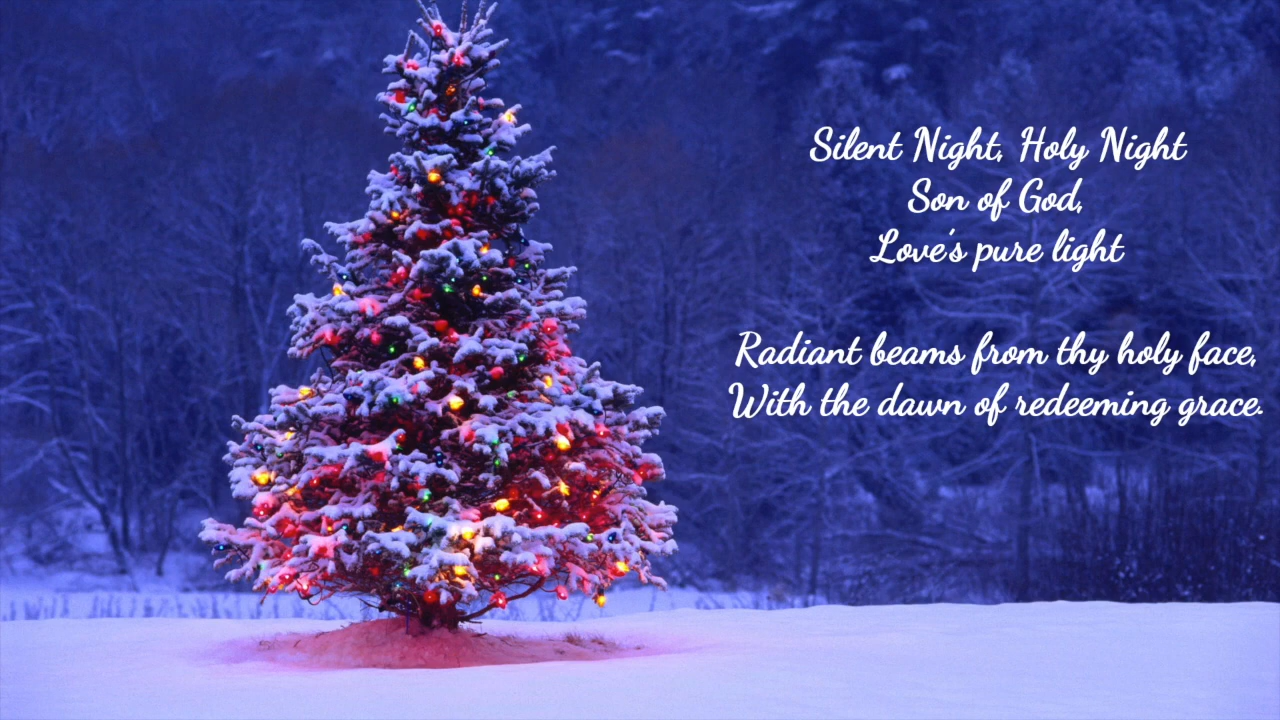 Silent Night, Holy Night
Son of God,
Love's pure light
Radiant beams from thy holy face,
With the dawn of redeeming grace.